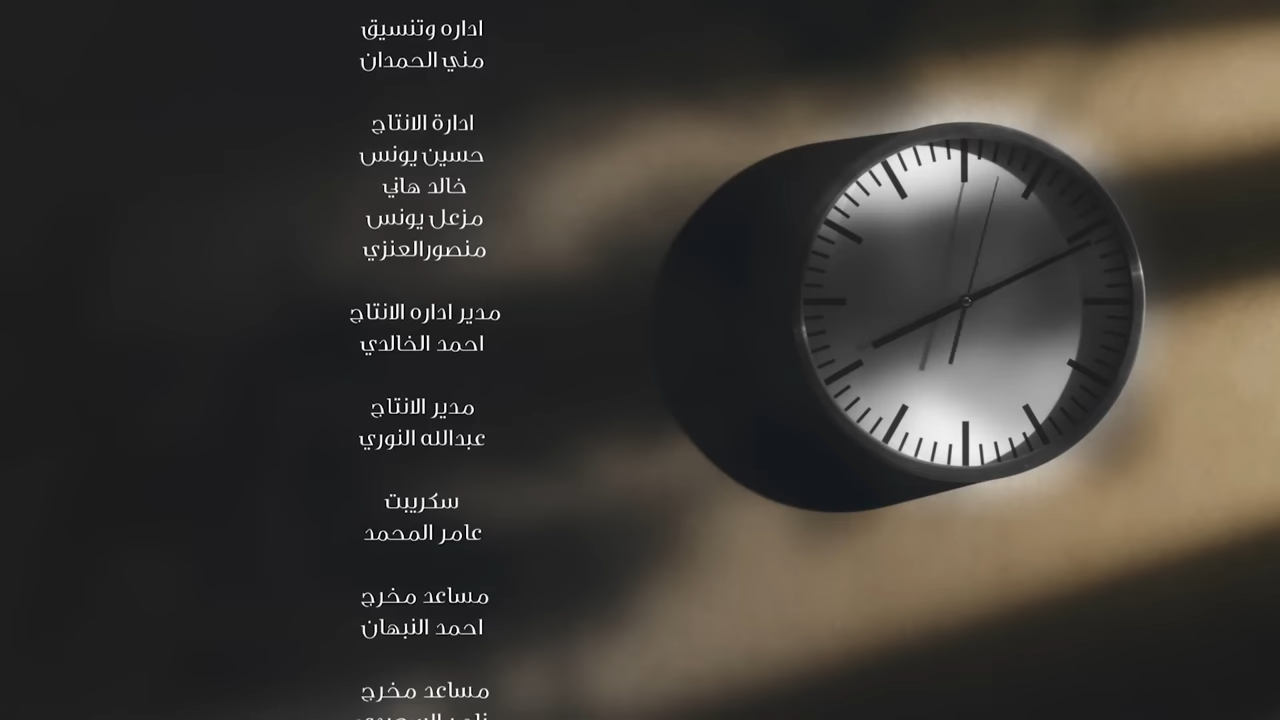 اداره وتنسيق
مني الحمدان
ادارة الانتاج
حسين يونس
خالد هاني
مزعل يونس
منصورالعنزي
مدير اداره الانتاج
احمد الخالدي
مدير الانتاج
عبدالله النوري
سكريبت
عامر المحمد
مساعد مخرج
احمد النبهان
مساعد مخرج